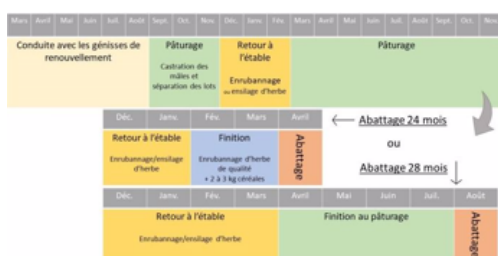 Mars Avril Mai Juin Juil. Août Sept. Oct. Nov. Déc. Janv. Fév. Mars Avril Mai Juin Juil. Août Sept. Oct. Nov.
Conduite avec les génisses de renouvellement
Pâturage
Castration des mâles et séparation des lots
Retour à l'étable
Enrubannage ou ensilage d'herbe
Pâturage
Déc. Janv. Fév. Mars Avril
Retour à l'étable
Enrubannage/ensilage d'herbe
Finition
Enrubannage d'herbe de qualité
+ 2 à 3 kg céréales
Abattage
Abattage 24 mois
ou
Abattage 28 mois
Déc. Janv. Fév. Mars Avril Mai Juin Juil. Août
Retour à l'étable
Enrubannage/ensilage d'herbe
Finition au pâturage
Abattage